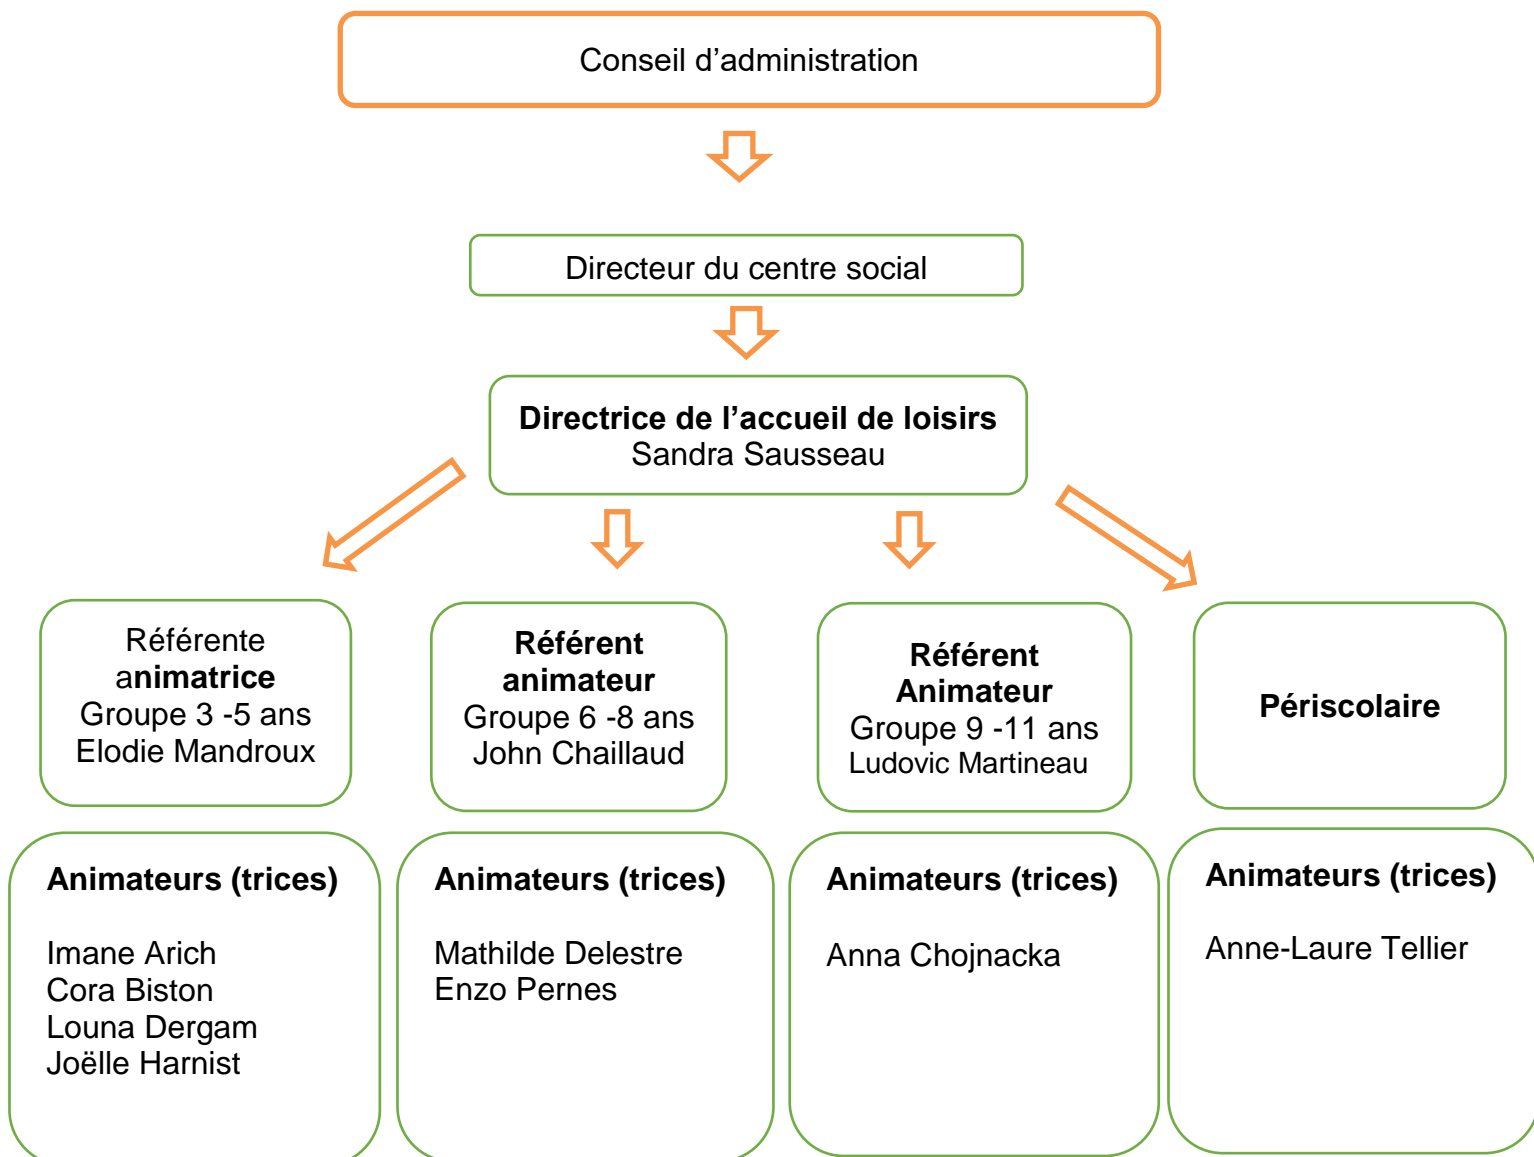 Conseil d’administration
Directeur du centre social
Directrice de l’accueil de loisirs
Sandra Sausseau
Référente
animatrice
Groupe 3 -5 ans
Elodie Mandroux
Référent
animateur
Groupe 6 -8 ans
John Chaillaud
Référent
Animateur
Groupe 9 -11 ans
Ludovic Martineau
Périscolaire
Animateurs (trices)
Imane Arich
Cora Biston
Louna Dergam
Joëlle Harnist
Animateurs (trices)
Mathilde Delestre
Enzo Pernes
Animateurs (trices)
Anna Chojnacka
Animateurs (trices)
Anne-Laure Tellier